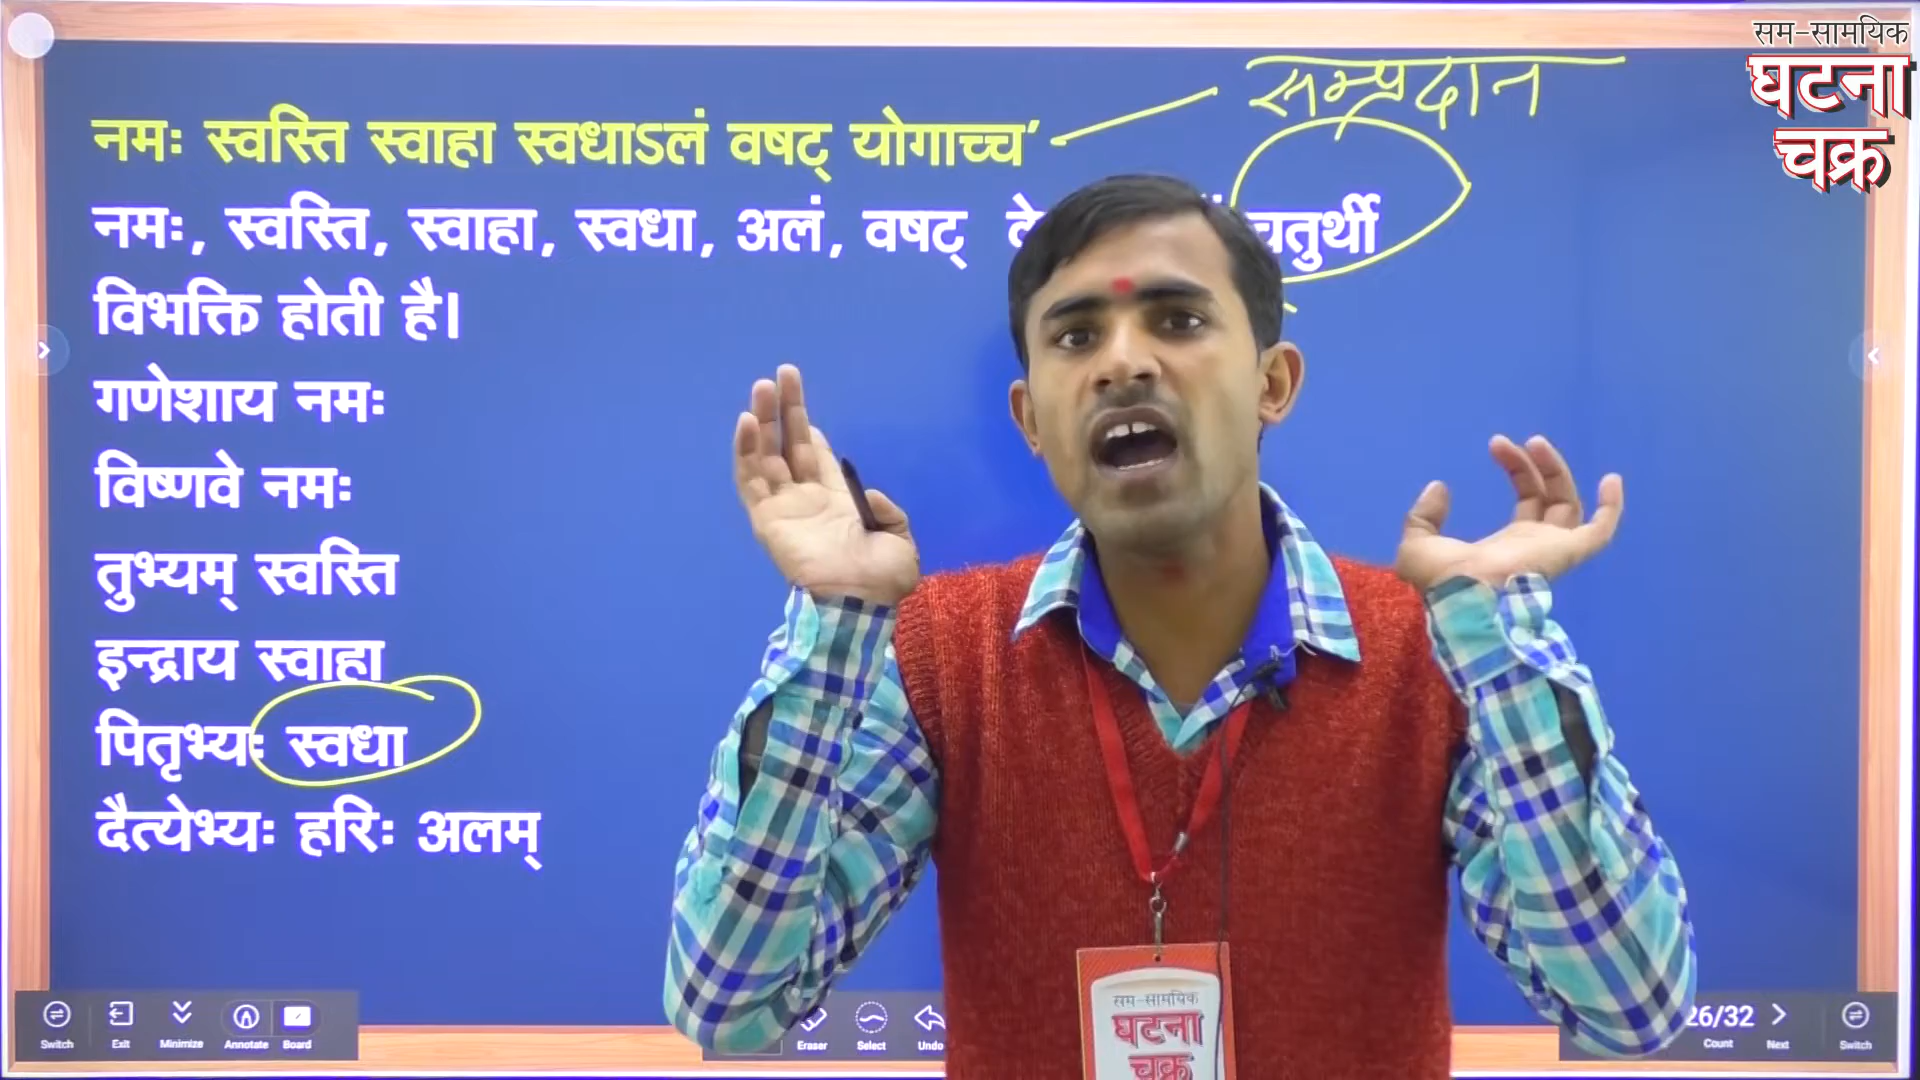 सम-सामयिक
घटना
चक्र
सम्प्रदान
नमः स्वस्ति स्वाहा स्वधाऽलं वषट् योगाच्च’
नमः, स्वस्ति, स्वाहा, स्वधा, अलं, वषट् चतुर्थी
विभक्ति होती है।
गणेशाय नमः
विष्णवे नमः
तुभ्यम् स्वस्ति
इन्द्राय स्वाहा
पितृभ्यः स्वधा
दैत्येभ्यः हरिः अलम्
सम-सामयिक
घटना
चक्र
Switch Exit Minimize Annotate Board Eraser Select Undo 26/32 Count Next Switch